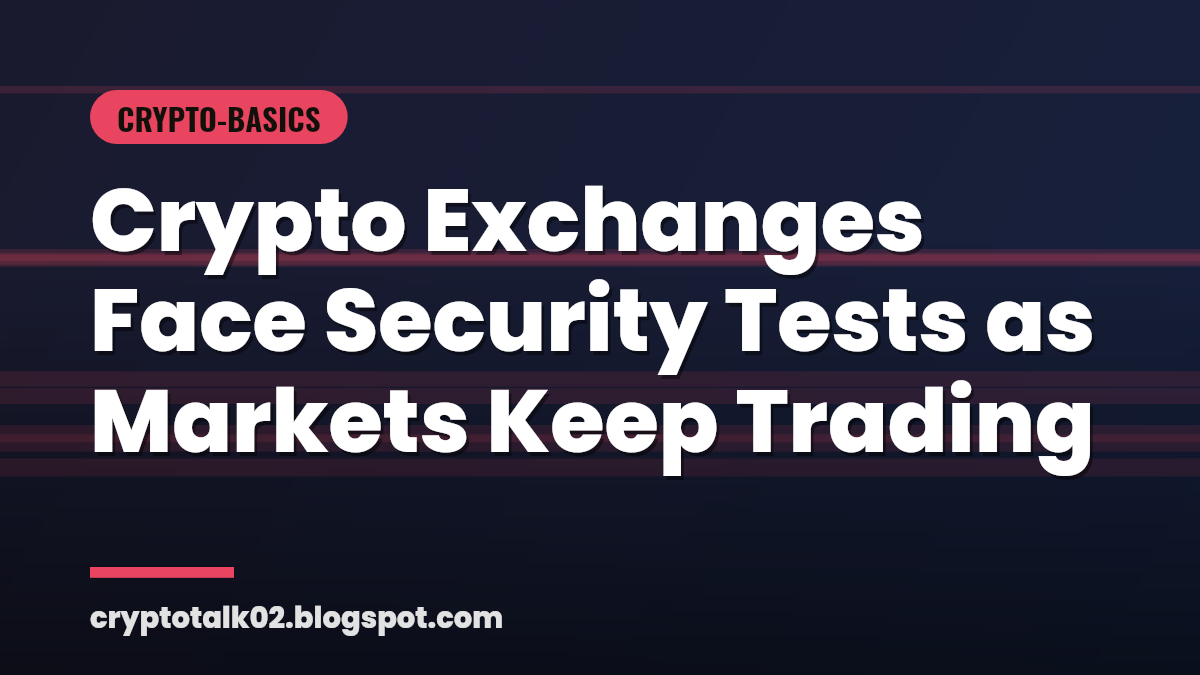 CRYPTO-BASICS
Crypto Exchanges
Face Security Tests as
Markets Keep Trading
cryptotalk02.blogspot.com